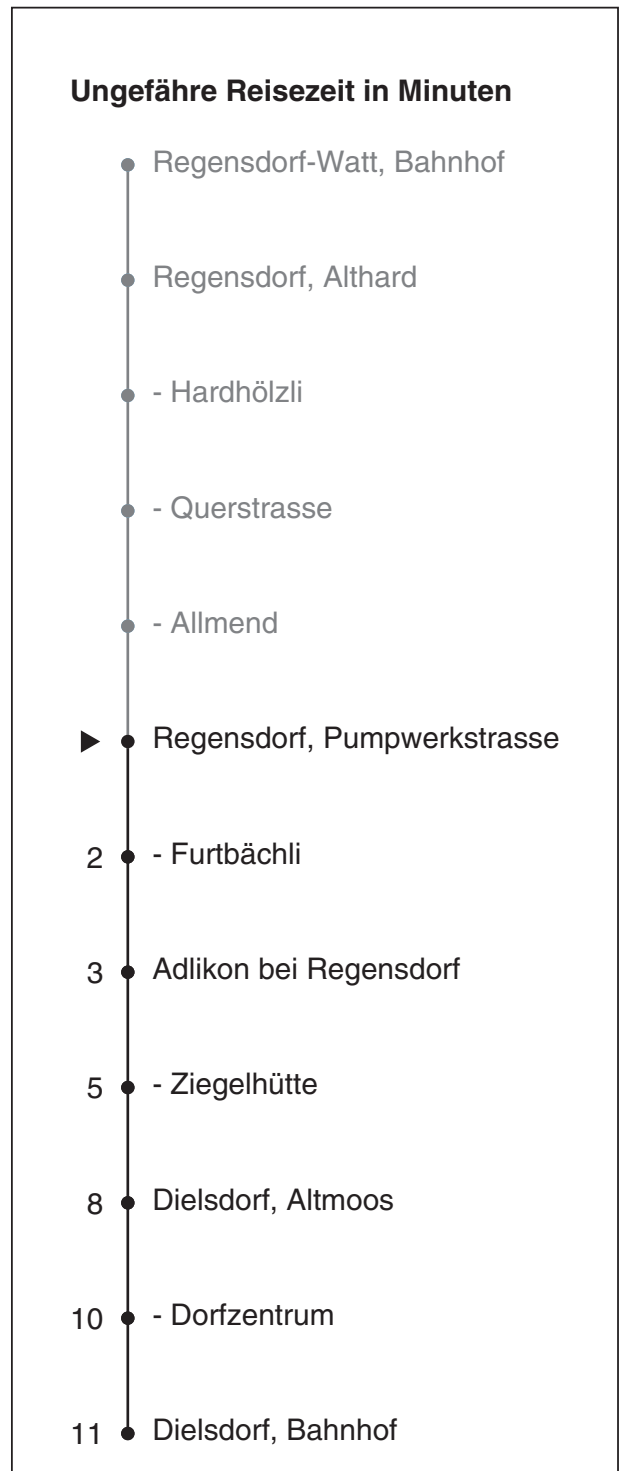 Ungefähre Reisezeit in Minuten
Regensdorf-Watt, Bahnhof
Regensdorf, Althard
- Hardhölzli
- Querstrasse
- Allmend
Regensdorf, Pumpwerkstrasse
2 - Furtbächli
3 Adlikon bei Regensdorf
5 - Ziegelhütte
8 Dielsdorf, Altmoos
10 - Dorfzentrum
11 Dielsdorf, Bahnhof